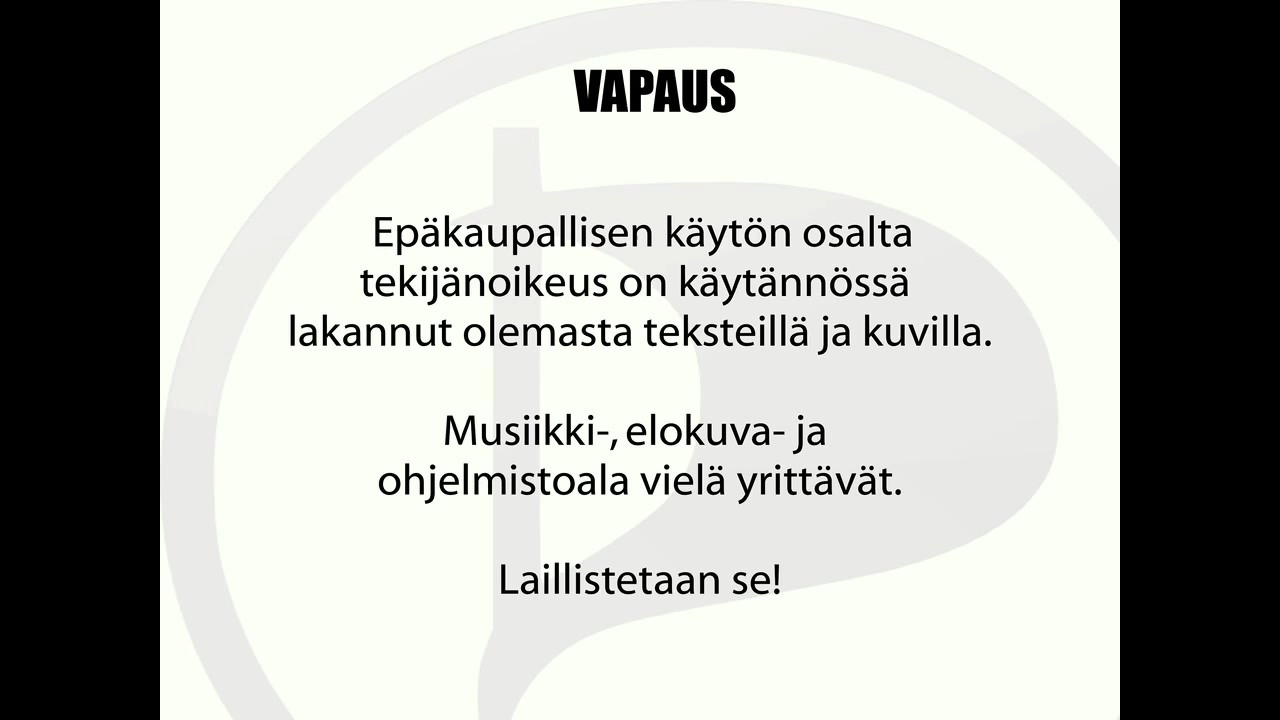 VAPAUS
Epäkaupallisen käytön osalta
tekijänoikeus on käytännössä
lakannut olemasta teksteillä ja kuvilla.
Musiikki-, elokuva- ja
ohjelmistoala vielä yrittävät.
Laillistetaan se!